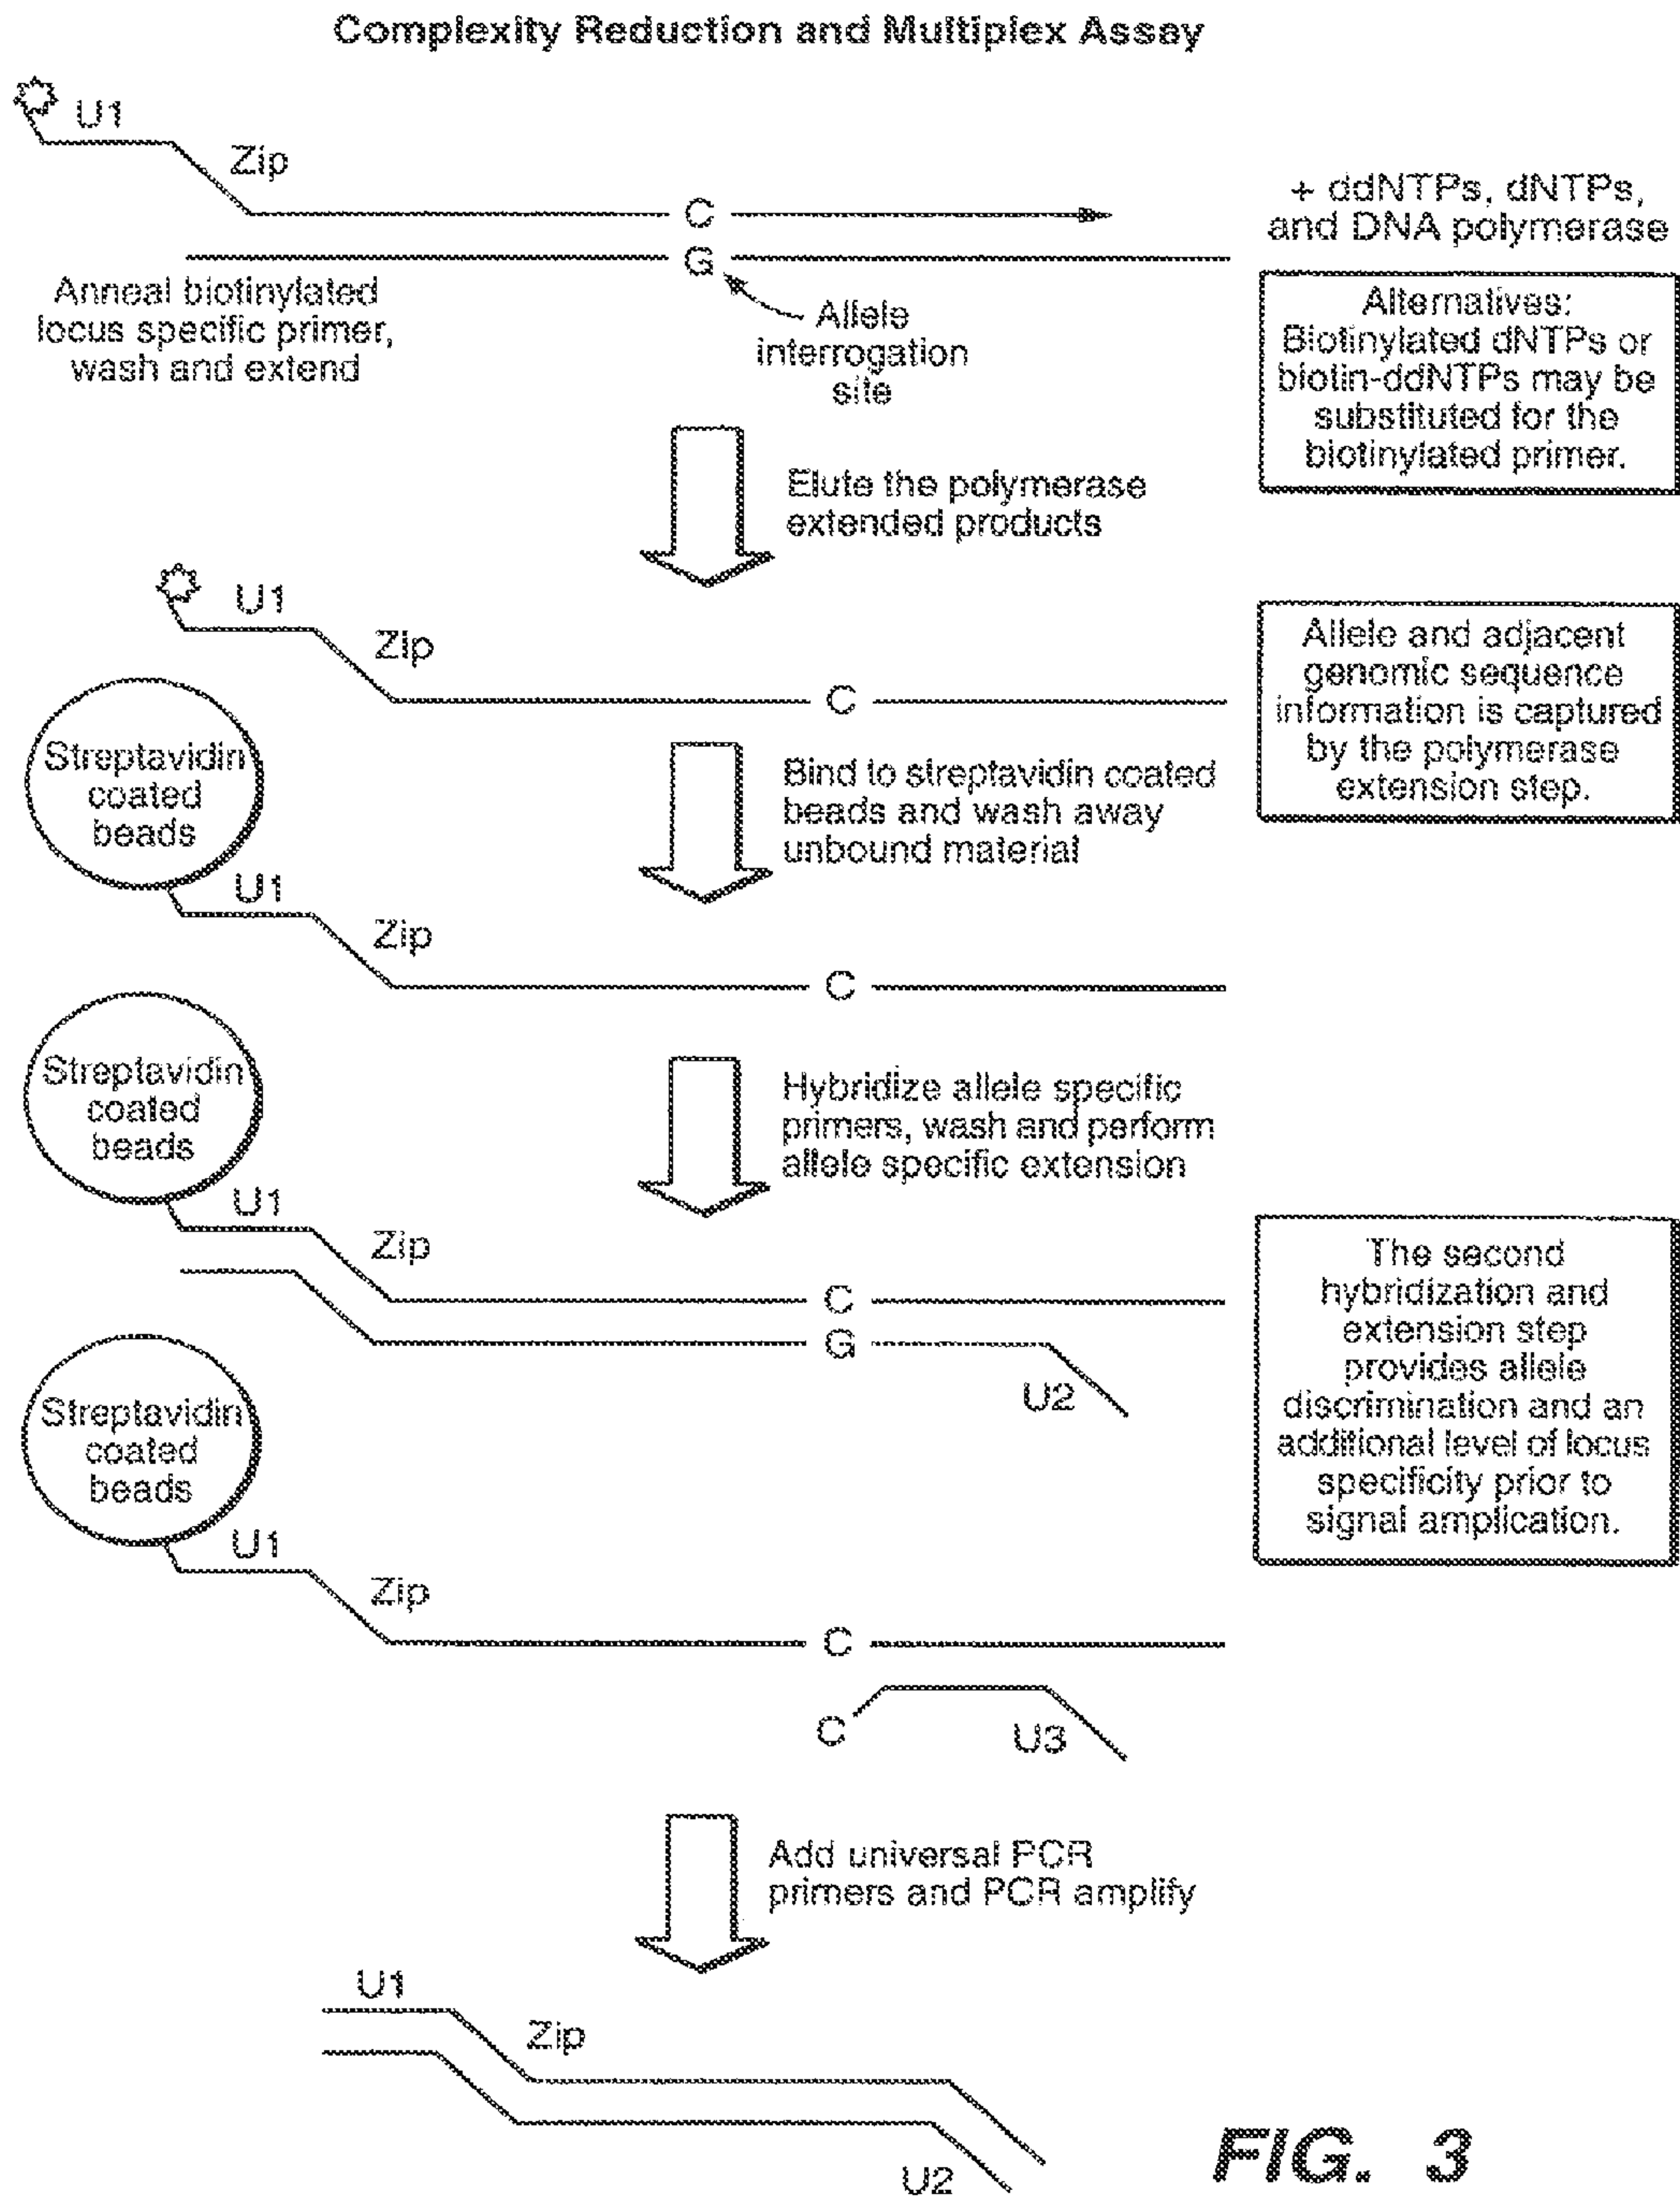 Complexity Reduction and Multiplex Assay
U1
Zip
C
G
+ ddNTPs, dNTPs,
and DNA polymerase
Anneal biotinylated
locus specific primer,
wash and extend
Allele
interrogation
site
Alternatives:
Biotinylated dNTPs or
biotin-ddNTPs may be
substituted for the
biotinylated primer.
Elute the polymerase
extended products
U1
Zip
C
Allele and adjacent
genomic sequence
information is captured
by the polymerase
extension step.
Streptavidin
coated
beads
Bind to streptavidin coated
beads and wash away
unbound material
U1
Zip
C
Streptavidin
coated
beads
Hybridize allele specific
primers, wash and perform
allele specific extension
U1
Zip
C
G
U2
The second
hybridization and
extension step
provides allele
discrimination and an
additional level of locus
specificity prior to
signal amplication.
Streptavidin
coated
beads
U1
Zip
C
C
U3
Add universal PCR
primers and PCR amplify
U1
Zip
U2
FIG. 3